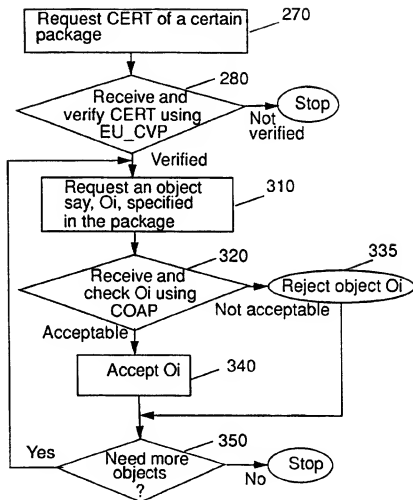 Request CERT of a certain
package
270
280
Receive and
verify CERT using
EU_CVP
Stop
Not
verified
Verified
Request an object
say, Oi, specified
in the package
310
320
Receive and
check Oi using
COAP
335
Reject object Oi
Not acceptable
Acceptable
Accept Oi
340
350
Yes
Need more
objects
?
No
Stop